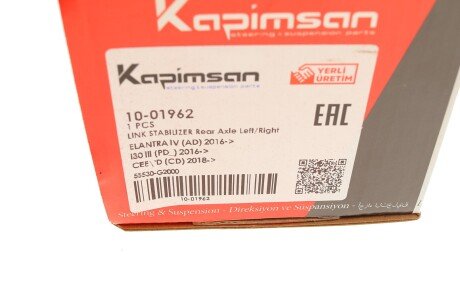 Kapimsan
steering & suspension parts
Kapimsan
steering & suspension parts
YERLİ
ÜRETİM
10-01962
1 PCS
LINK STABILIZER Rear Axle Left/Right
ELANTRA IV (AD) 2016->
I30 III (PD_) 2016->
CEE'D (CD) 2018->
55530-G2000
EAC
10-01962
Steering & Suspension - Direksiyon ve Süspansiyon -